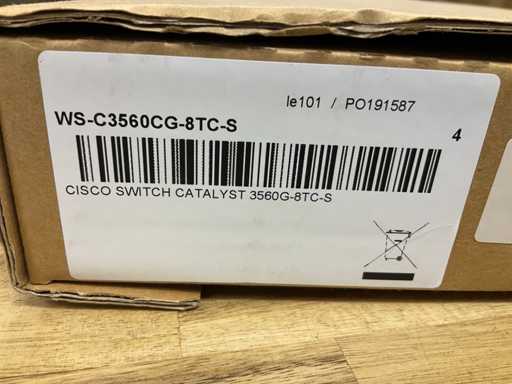 le101 / PO191587
WS-C3560CG-8TC-S
4
CISCO SWITCH CATALYST 3560G-8TC-S